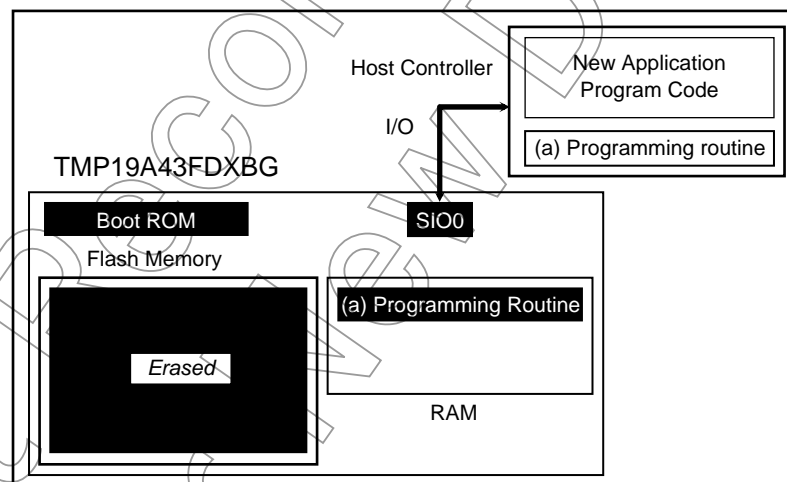 Host Controller
New Application
Program Code
I/O
(a) Programming routine
TMP19A43FDXBG
Boot ROM
SIO0
Flash Memory
(a) Programming Routine
Erased
RAM